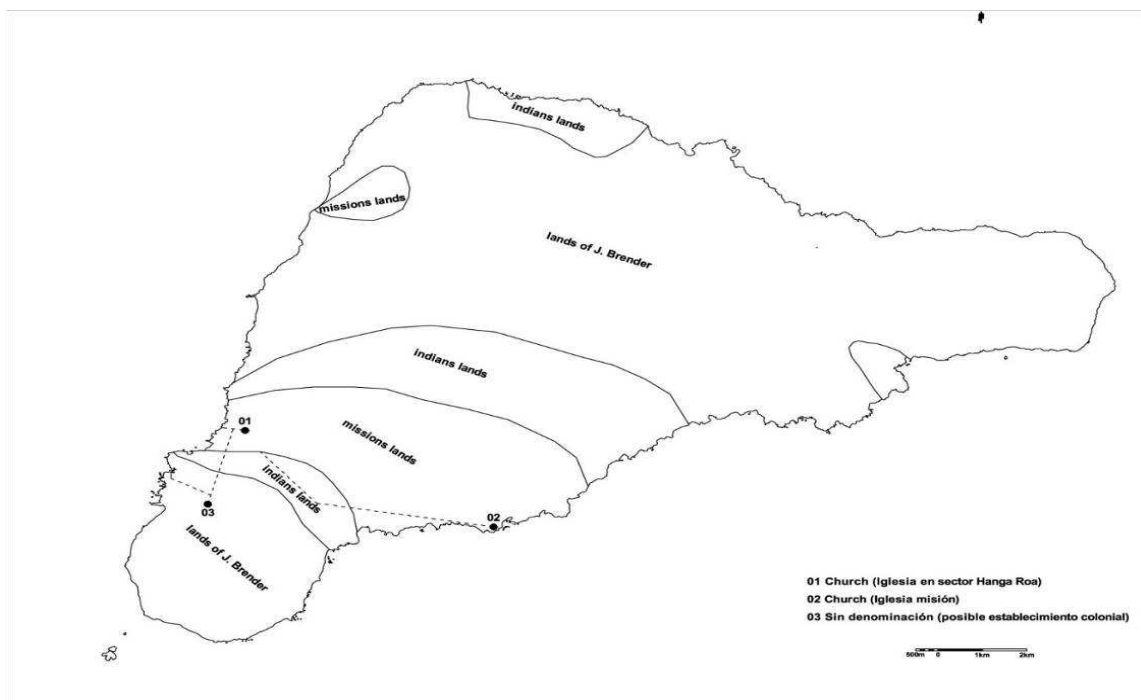 indians lands
missions lands
lands of J. Brender
indians lands
missions lands
01
indians lands
02
03
lands of J. Brender
01 Church (Iglesia en sector Hanga Roa)
02 Church (Iglesia misión)
03 Sin denominación (posible establecimiento colonial)
500m 0 1km 2km